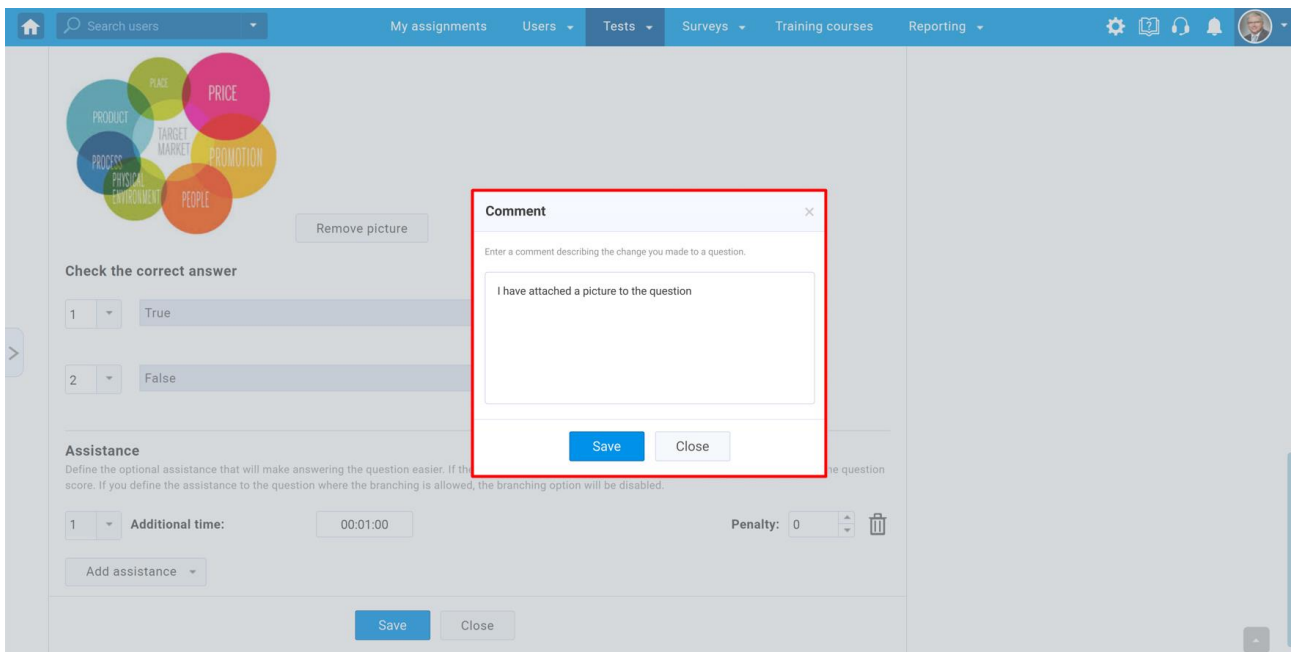 Search users
My assignments
Users
Tests
Surveys
Training courses
Reporting
PLACE
PRICE
PRODUCT
TARGET
MARKET
PROMOTION
PROCESS
PHYSICAL
ENVIRONMENT
PEOPLE
Remove picture
Comment
Enter a comment describing the change you made to a question.
I have attached a picture to the question
Save
Close
Check the correct answer
1
True
2
False
Assistance
Define the optional assistance that will make answering the question easier. If the
he question
score. If you define the assistance to the question where the branching is allowed, the branching option will be disabled.
1
Additional time:
00:01:00
Penalty:
0
Add assistance
Save
Close